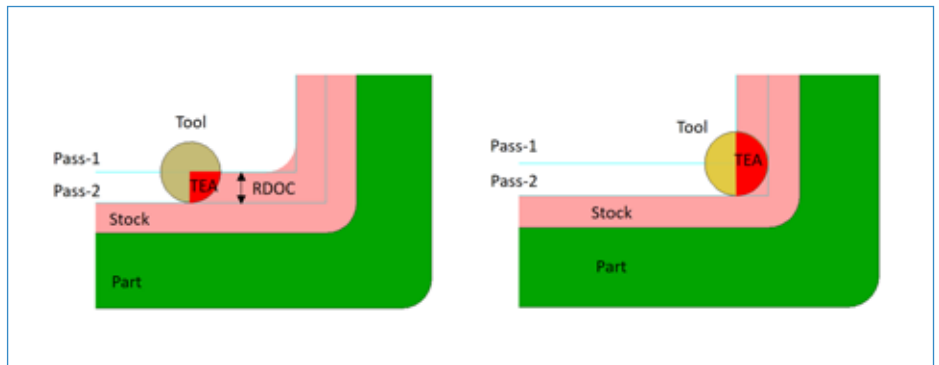 Tool
Pass-1
Pass-2
TEA
RDOC
Stock
Part
Tool
Pass-1
TEA
Pass-2
Stock
Part